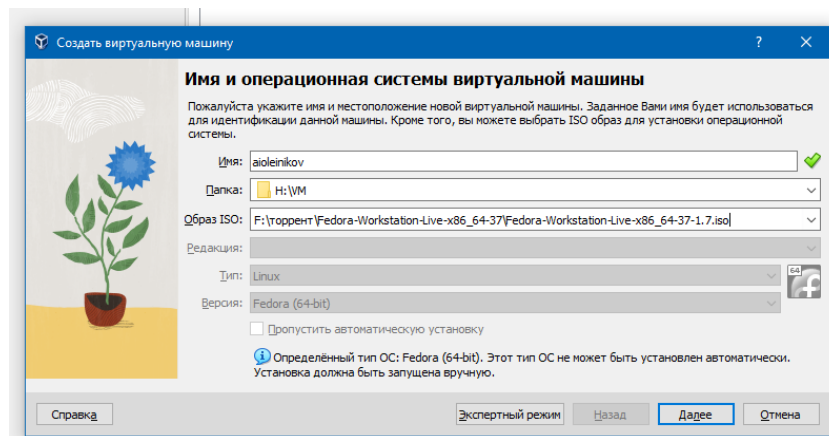 Создать виртуальную машину
Имя и операционная системы виртуальной машины
Пожалуйста укажите имя и местоположение новой виртуальной машины. Заданное Вами имя будет использоваться
для идентификации данной машины. Кроме того, вы можете выбрать ISO образ для установки операционной
системы.
Имя: aioleinikov
Папка: H:\VM
Образ ISO: F:\торрент\Fedora-Workstation-Live-x86_64-37\Fedora-Workstation-Live-x86_64-37-1.7.iso
Редакция:
Тип: Linux
64
Версия: Fedora (64-bit)
Пропустить автоматическую установку
Определённый тип ОС: Fedora (64-bit). Этот тип ОС не может быть установлен автоматически.
Установка должна быть запущена вручную.
Справка Экспертный режим Назад Далее Отмена